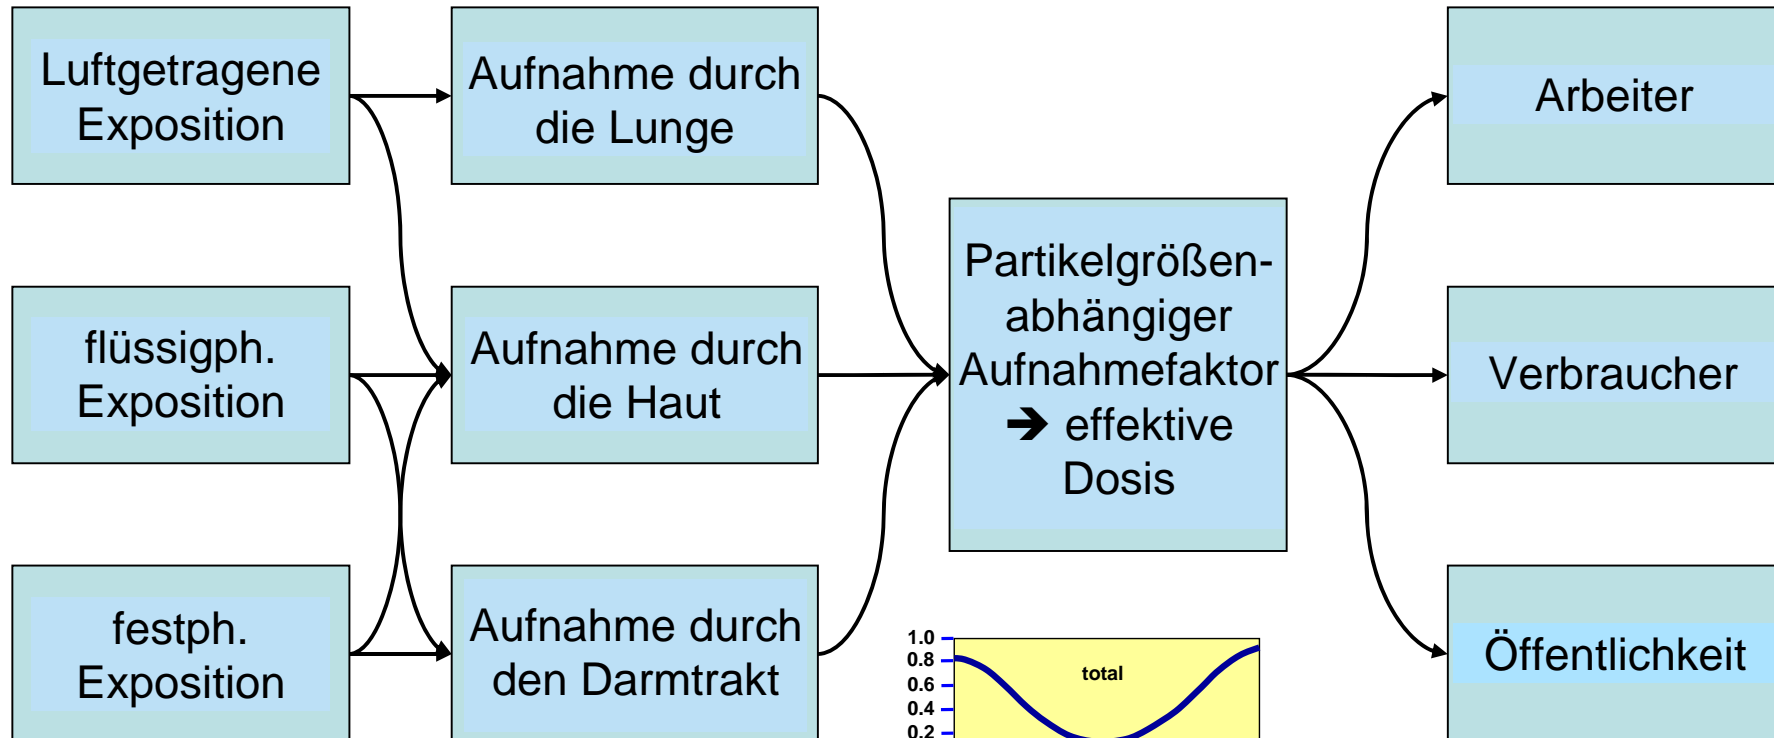 Luftgetragene
Exposition
Aufnahme durch
die Lunge
Arbeiter
flüssigph.
Exposition
Aufnahme durch
die Haut
Partikelgrößen-
abhängiger
Aufnahmefaktor
➔ effektive
Dosis
Verbraucher
festph.
Exposition
Aufnahme durch
den Darmtrakt
Öffentlichkeit
1.0
0.8
0.6
0.4
0.2
total